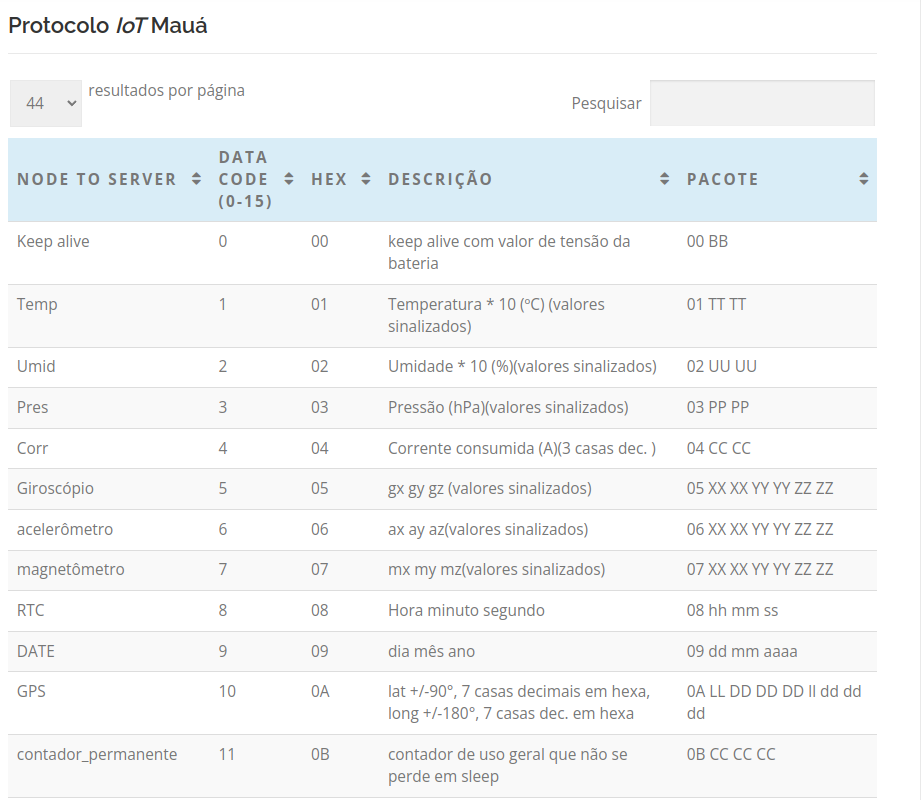 Protocolo IoT Mauá
44 resultados por página
Pesquisar
NODE TO SERVER DATA CODE (0-15) HEX DESCRIÇÃO PACOTE
Keep alive 0 00 keep alive com valor de tensão da bateria 00 BB
Temp 1 01 Temperatura * 10 (ºC) (valores sinalizados) 01 TT TT
Umid 2 02 Umidade * 10 (%)(valores sinalizados) 02 UU UU
Pres 3 03 Pressão (hPa)(valores sinalizados) 03 PP PP
Corr 4 04 Corrente consumida (A)(3 casas dec. ) 04 CC CC
Giroscópio 5 05 gx gy gz (valores sinalizados) 05 XX XX YY YY ZZ ZZ
acelerômetro 6 06 ax ay az(valores sinalizados) 06 XX XX YY YY ZZ ZZ
magnetômetro 7 07 mx my mz(valores sinalizados) 07 XX XX YY YY ZZ ZZ
RTC 8 08 Hora minuto segundo 08 hh mm ss
DATE 9 09 dia mês ano 09 dd mm aaaa
GPS 10 0A lat +/-90°, 7 casas decimais em hexa, long +/-180°, 7 casas dec. em hexa 0A LL DD DD DD ll dd dd dd
contador_permanente 11 0B contador de uso geral que não se perde em sleep 0B CC CC CC